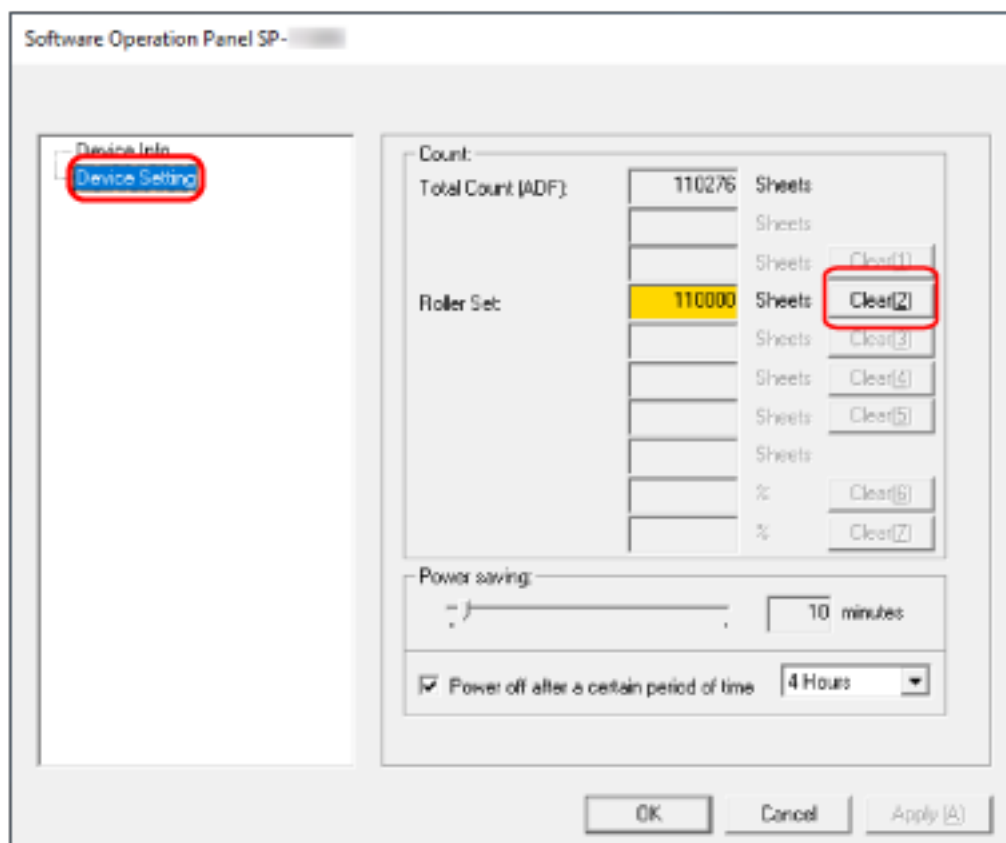 Software Operation Panel SP-
Device Info
Device Setting
Count:
Total Count (ADF): 110276 Sheets
Sheets
Sheets Clear(1)
Roller Set: 110000 Sheets Clear(2)
Sheets Clear(3)
Sheets Clear(4)
Sheets Clear(5)
Sheets
% Clear(6)
% Clear(7)
Power saving:
10 minutes
Power off after a certain period of time 4 Hours
OK Cancel Apply (A)